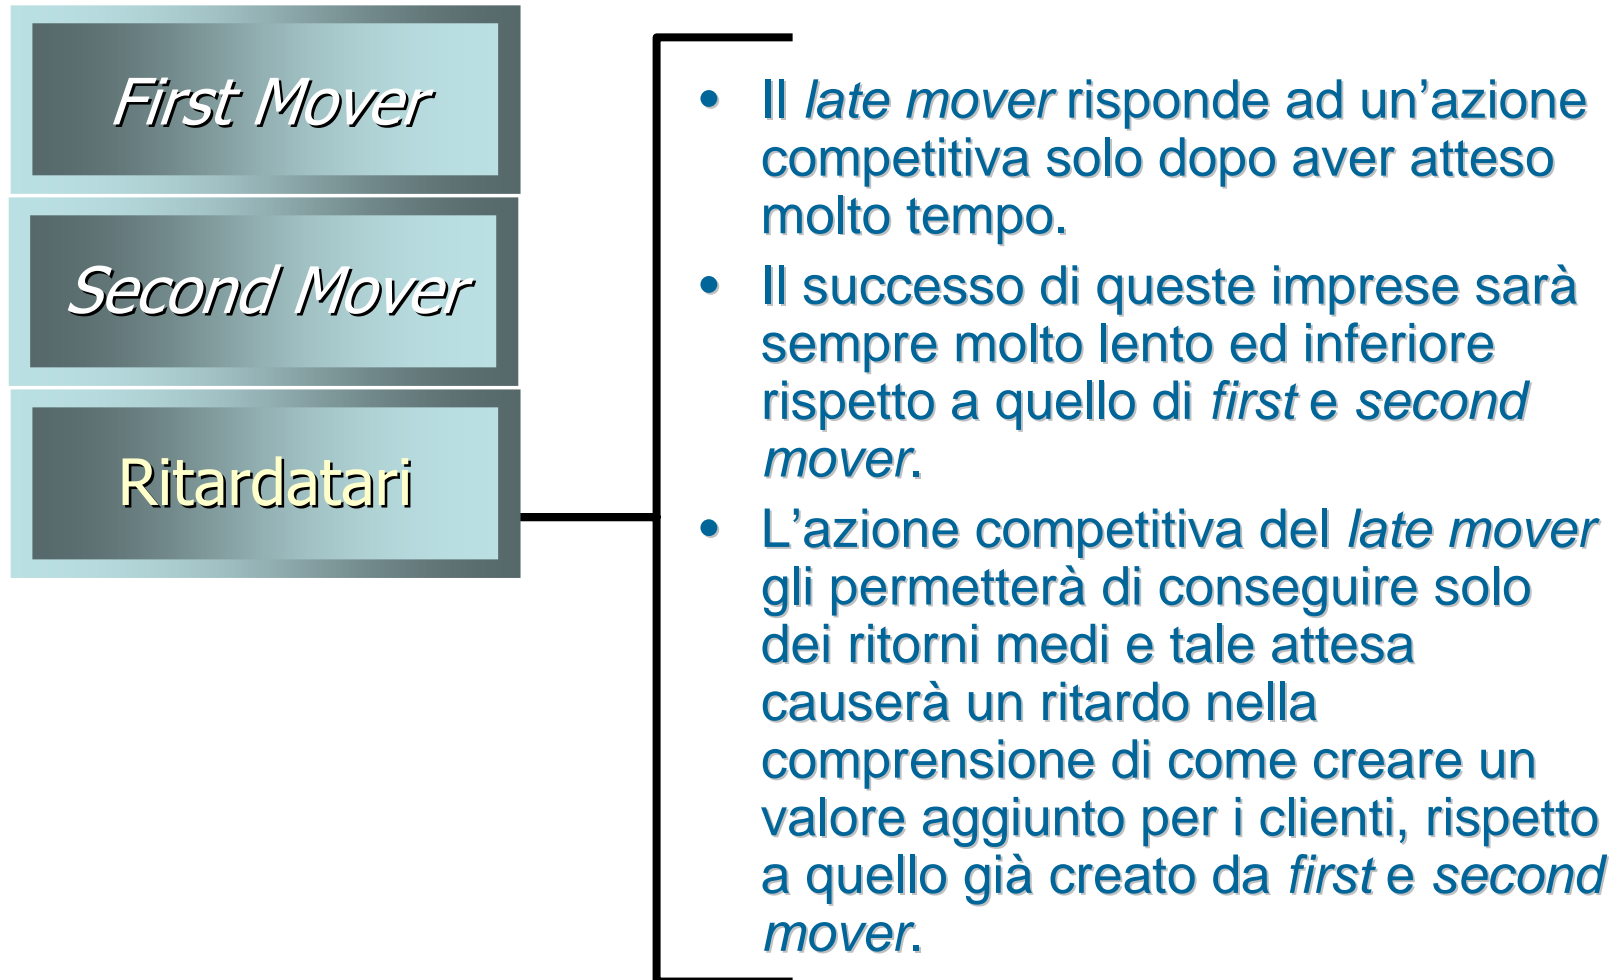 First Mover
Second Mover
Ritardatari
• Il late mover risponde ad un’azione
competitiva solo dopo aver atteso
molto tempo.
• Il successo di queste imprese sarà
sempre molto lento ed inferiore
rispetto a quello di first e second
mover.
• L’azione competitiva del late mover
gli permetterà di conseguire solo
dei ritorni medi e tale attesa
causerà un ritardo nella
comprensione di come creare un
valore aggiunto per i clienti, rispetto
a quello già creato da first e second
mover.